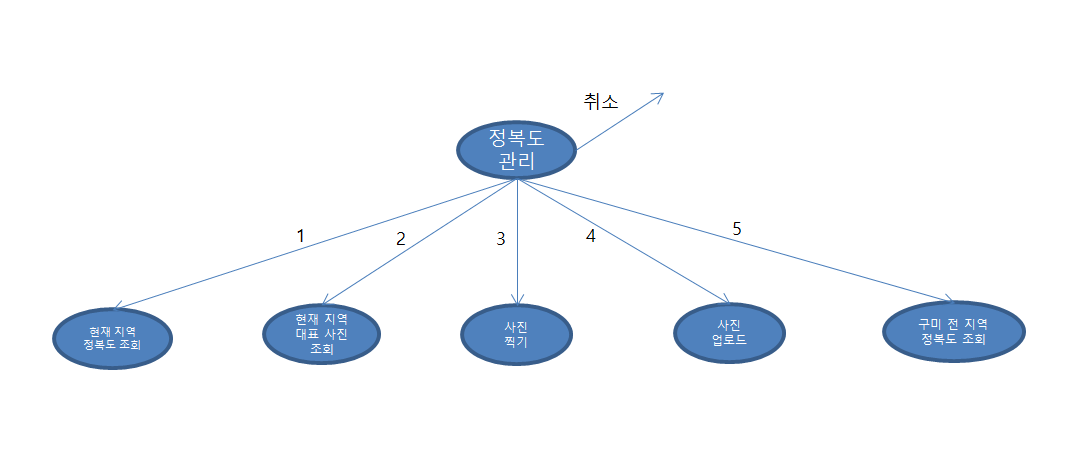 취소
정복도
관리
1
2
3
4
5
현재 지역
정복도 조회
현재 지역
대표 사진
조회
사진
찍기
사진
업로드
구미 전 지역
정복도 조회